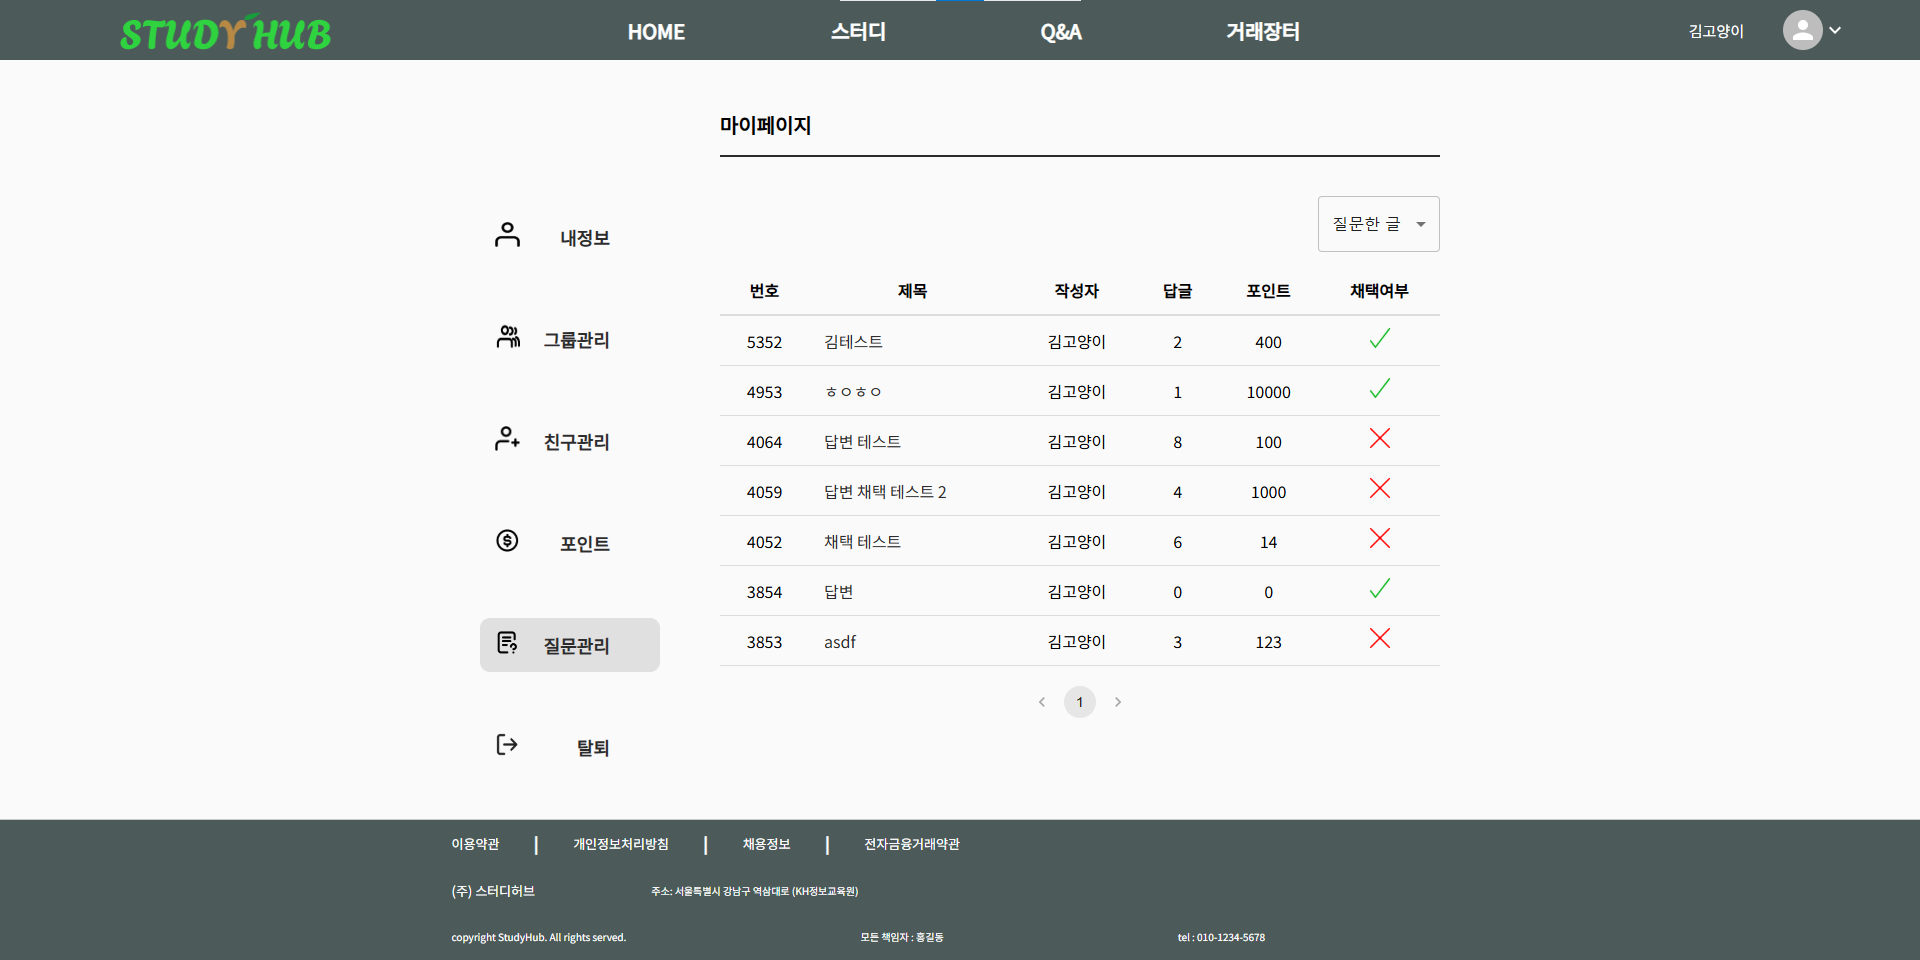 STUDYHUB HOME 스터디 Q&A 거래장터 김고양이
마이페이지
질문한 글
내정보
그룹관리
친구관리
포인트
질문관리
탈퇴
번호 제목 작성자 답글 포인트 채택여부
5352 김테스트 김고양이 2 400
4953 ㅎㅇㅎㅇ 김고양이 1 10000
4064 답변 테스트 김고양이 8 100
4059 답변 채택 테스트 2 김고양이 4 1000
4052 채택 테스트 김고양이 6 14
3854 답변 김고양이 0 0
3853 asdf 김고양이 3 123
1
이용약관 | 개인정보처리방침 | 채용정보 | 전자금융거래약관
(주) 스터디허브 주소: 서울특별시 강남구 역삼대로 (KH정보교육원)
copyright StudyHub. All rights served. 모든 책임자 : 홍길동 tel : 010-1234-5678